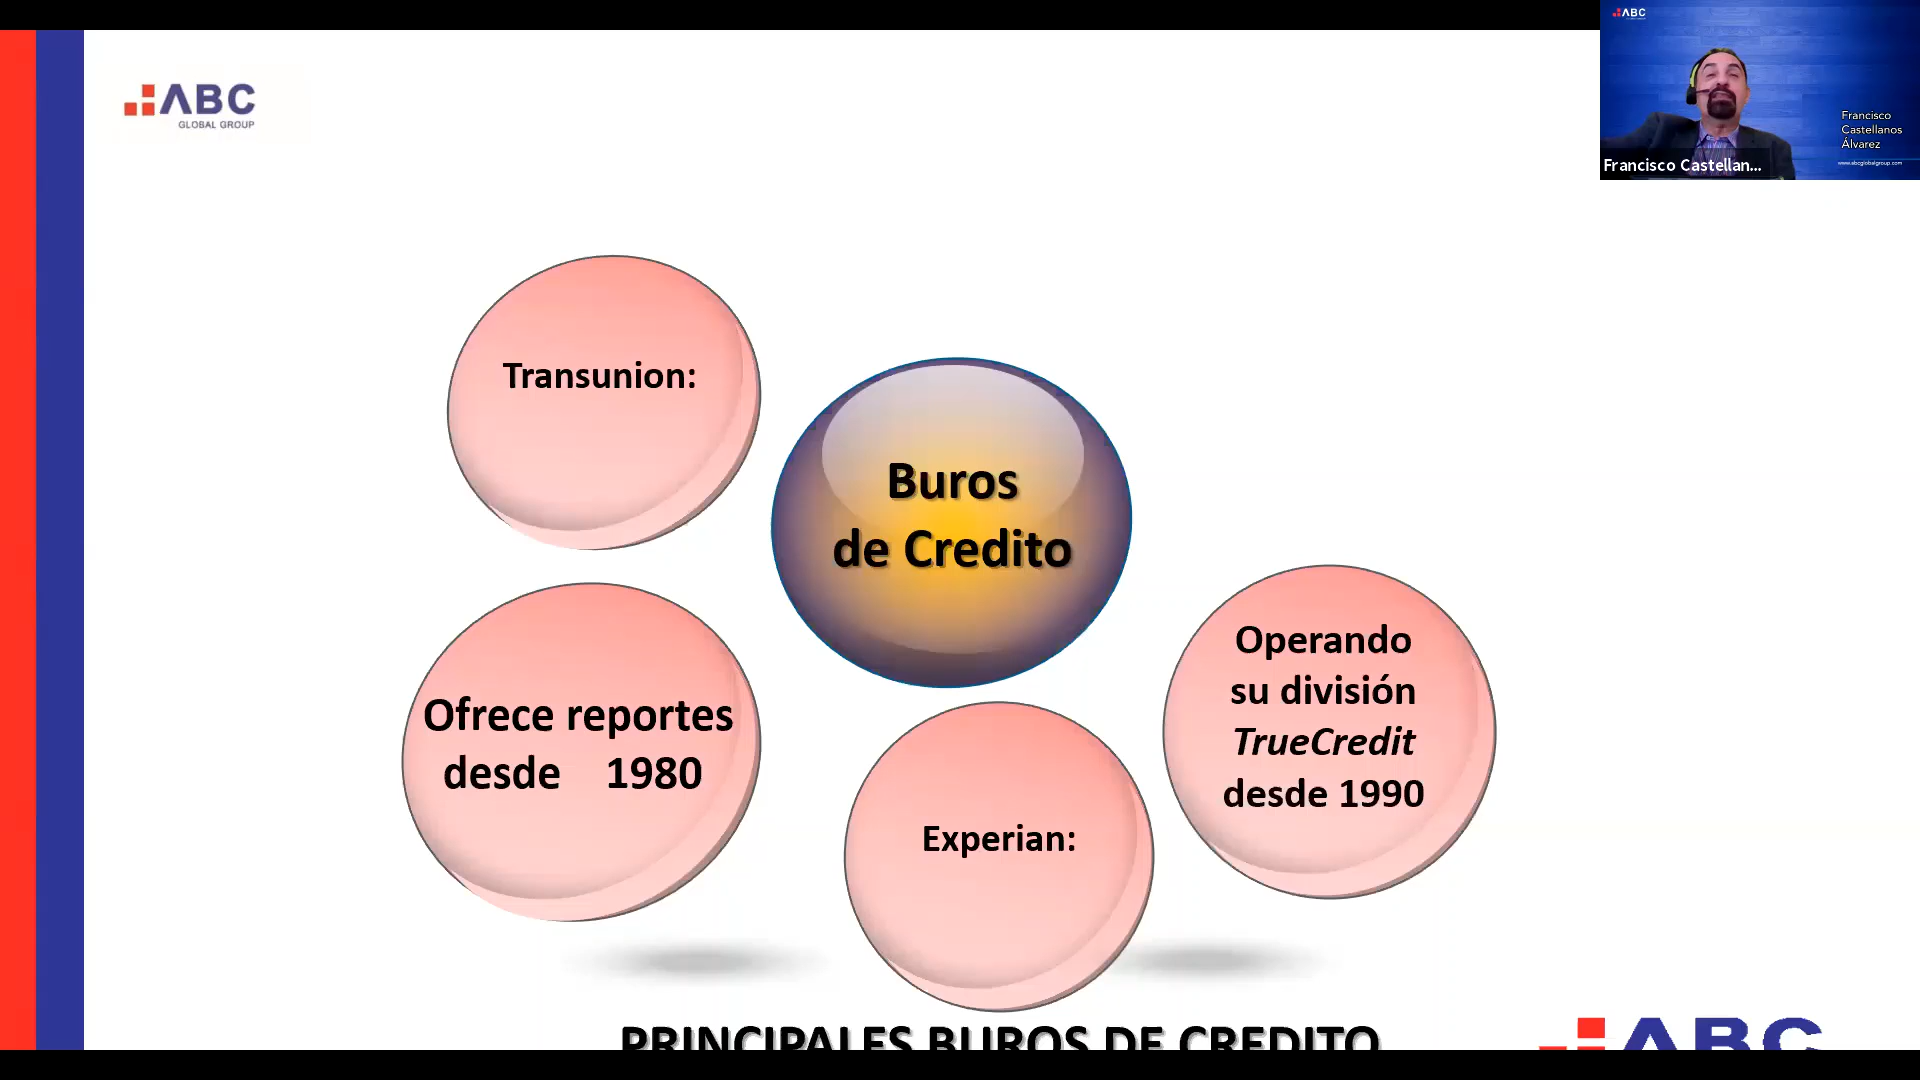 ABC
GLOBAL GROUP
ABC
Francisco
Castellanos
Álvarez
www.abcglobalgroup.com
Francisco Castellan...
Transunion:
Buros
de Credito
Ofrece reportes
desde 1980
Operando
su división
TrueCredit
desde 1990
Experian:
PRINCIPALES BUROS DE CREDITO
ABC